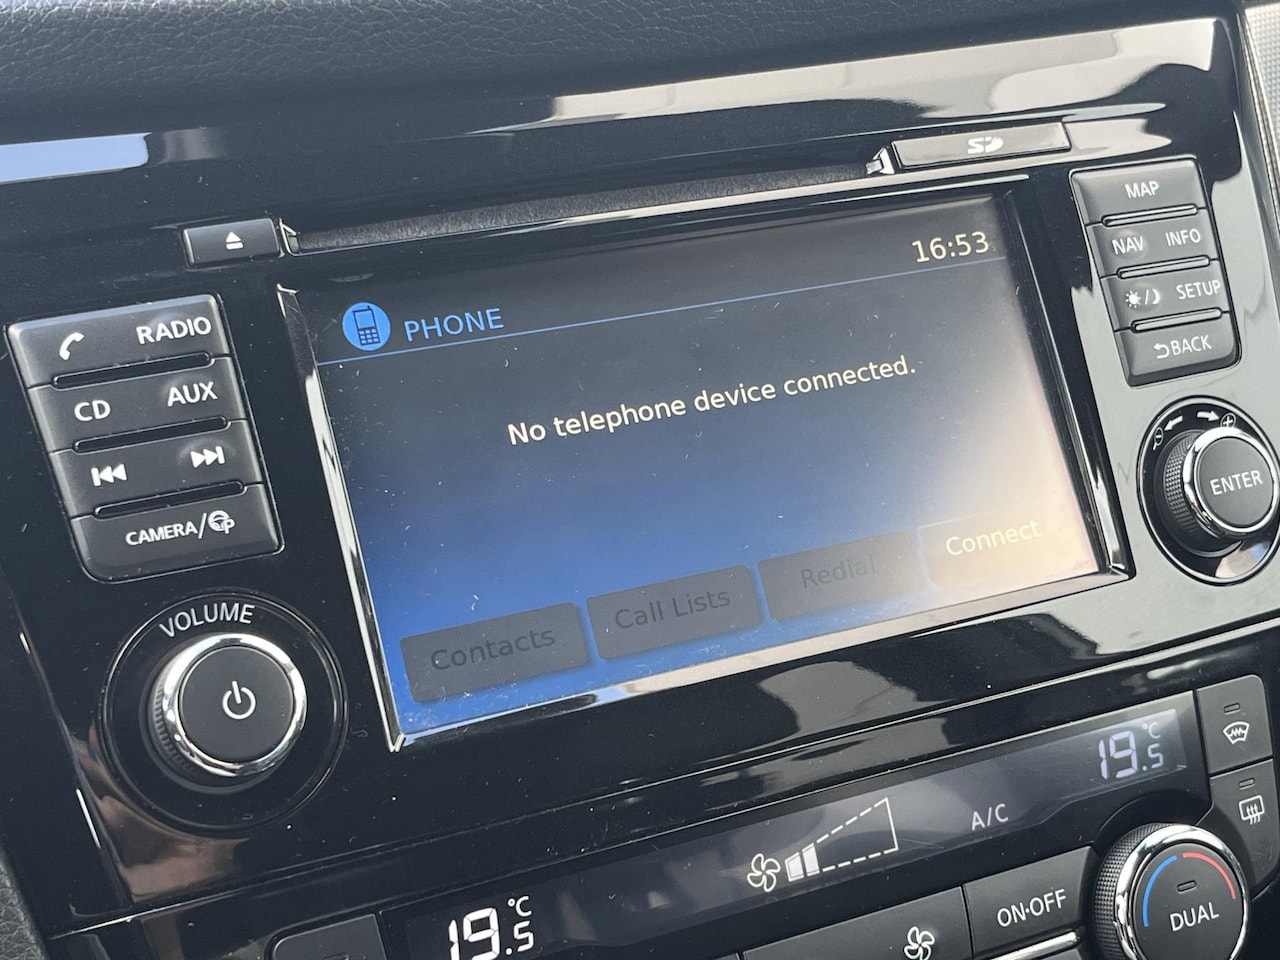 SD
MAP
NAV INFO
SETUP
BACK
RADIO
CD AUX
CAMERA/
VOLUME
16:53
PHONE
No telephone device connected.
Contacts Call Lists Redial Connect
ENTER
19.5 °C
A/C
19.5 °C
ON·OFF
DUAL